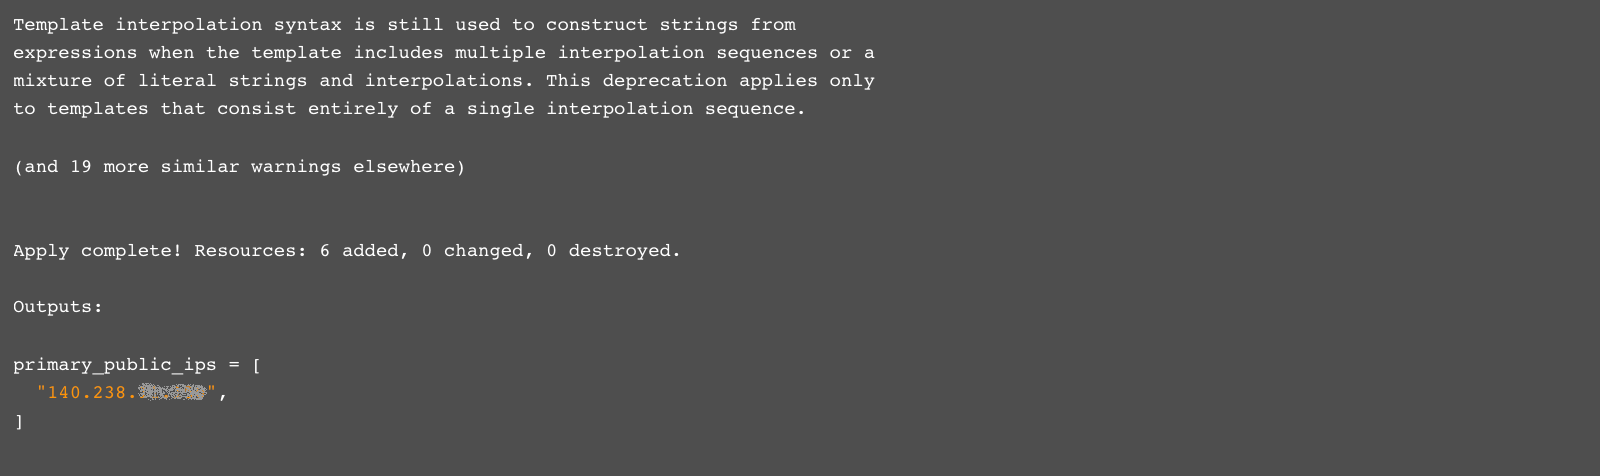 Template interpolation syntax is still used to construct strings from
expressions when the template includes multiple interpolation sequences or a
mixture of literal strings and interpolations. This deprecation applies only
to templates that consist entirely of a single interpolation sequence.
(and 19 more similar warnings elsewhere)
Apply complete! Resources: 6 added, 0 changed, 0 destroyed.
Outputs:
primary_public_ips = [
"140.238.",
]